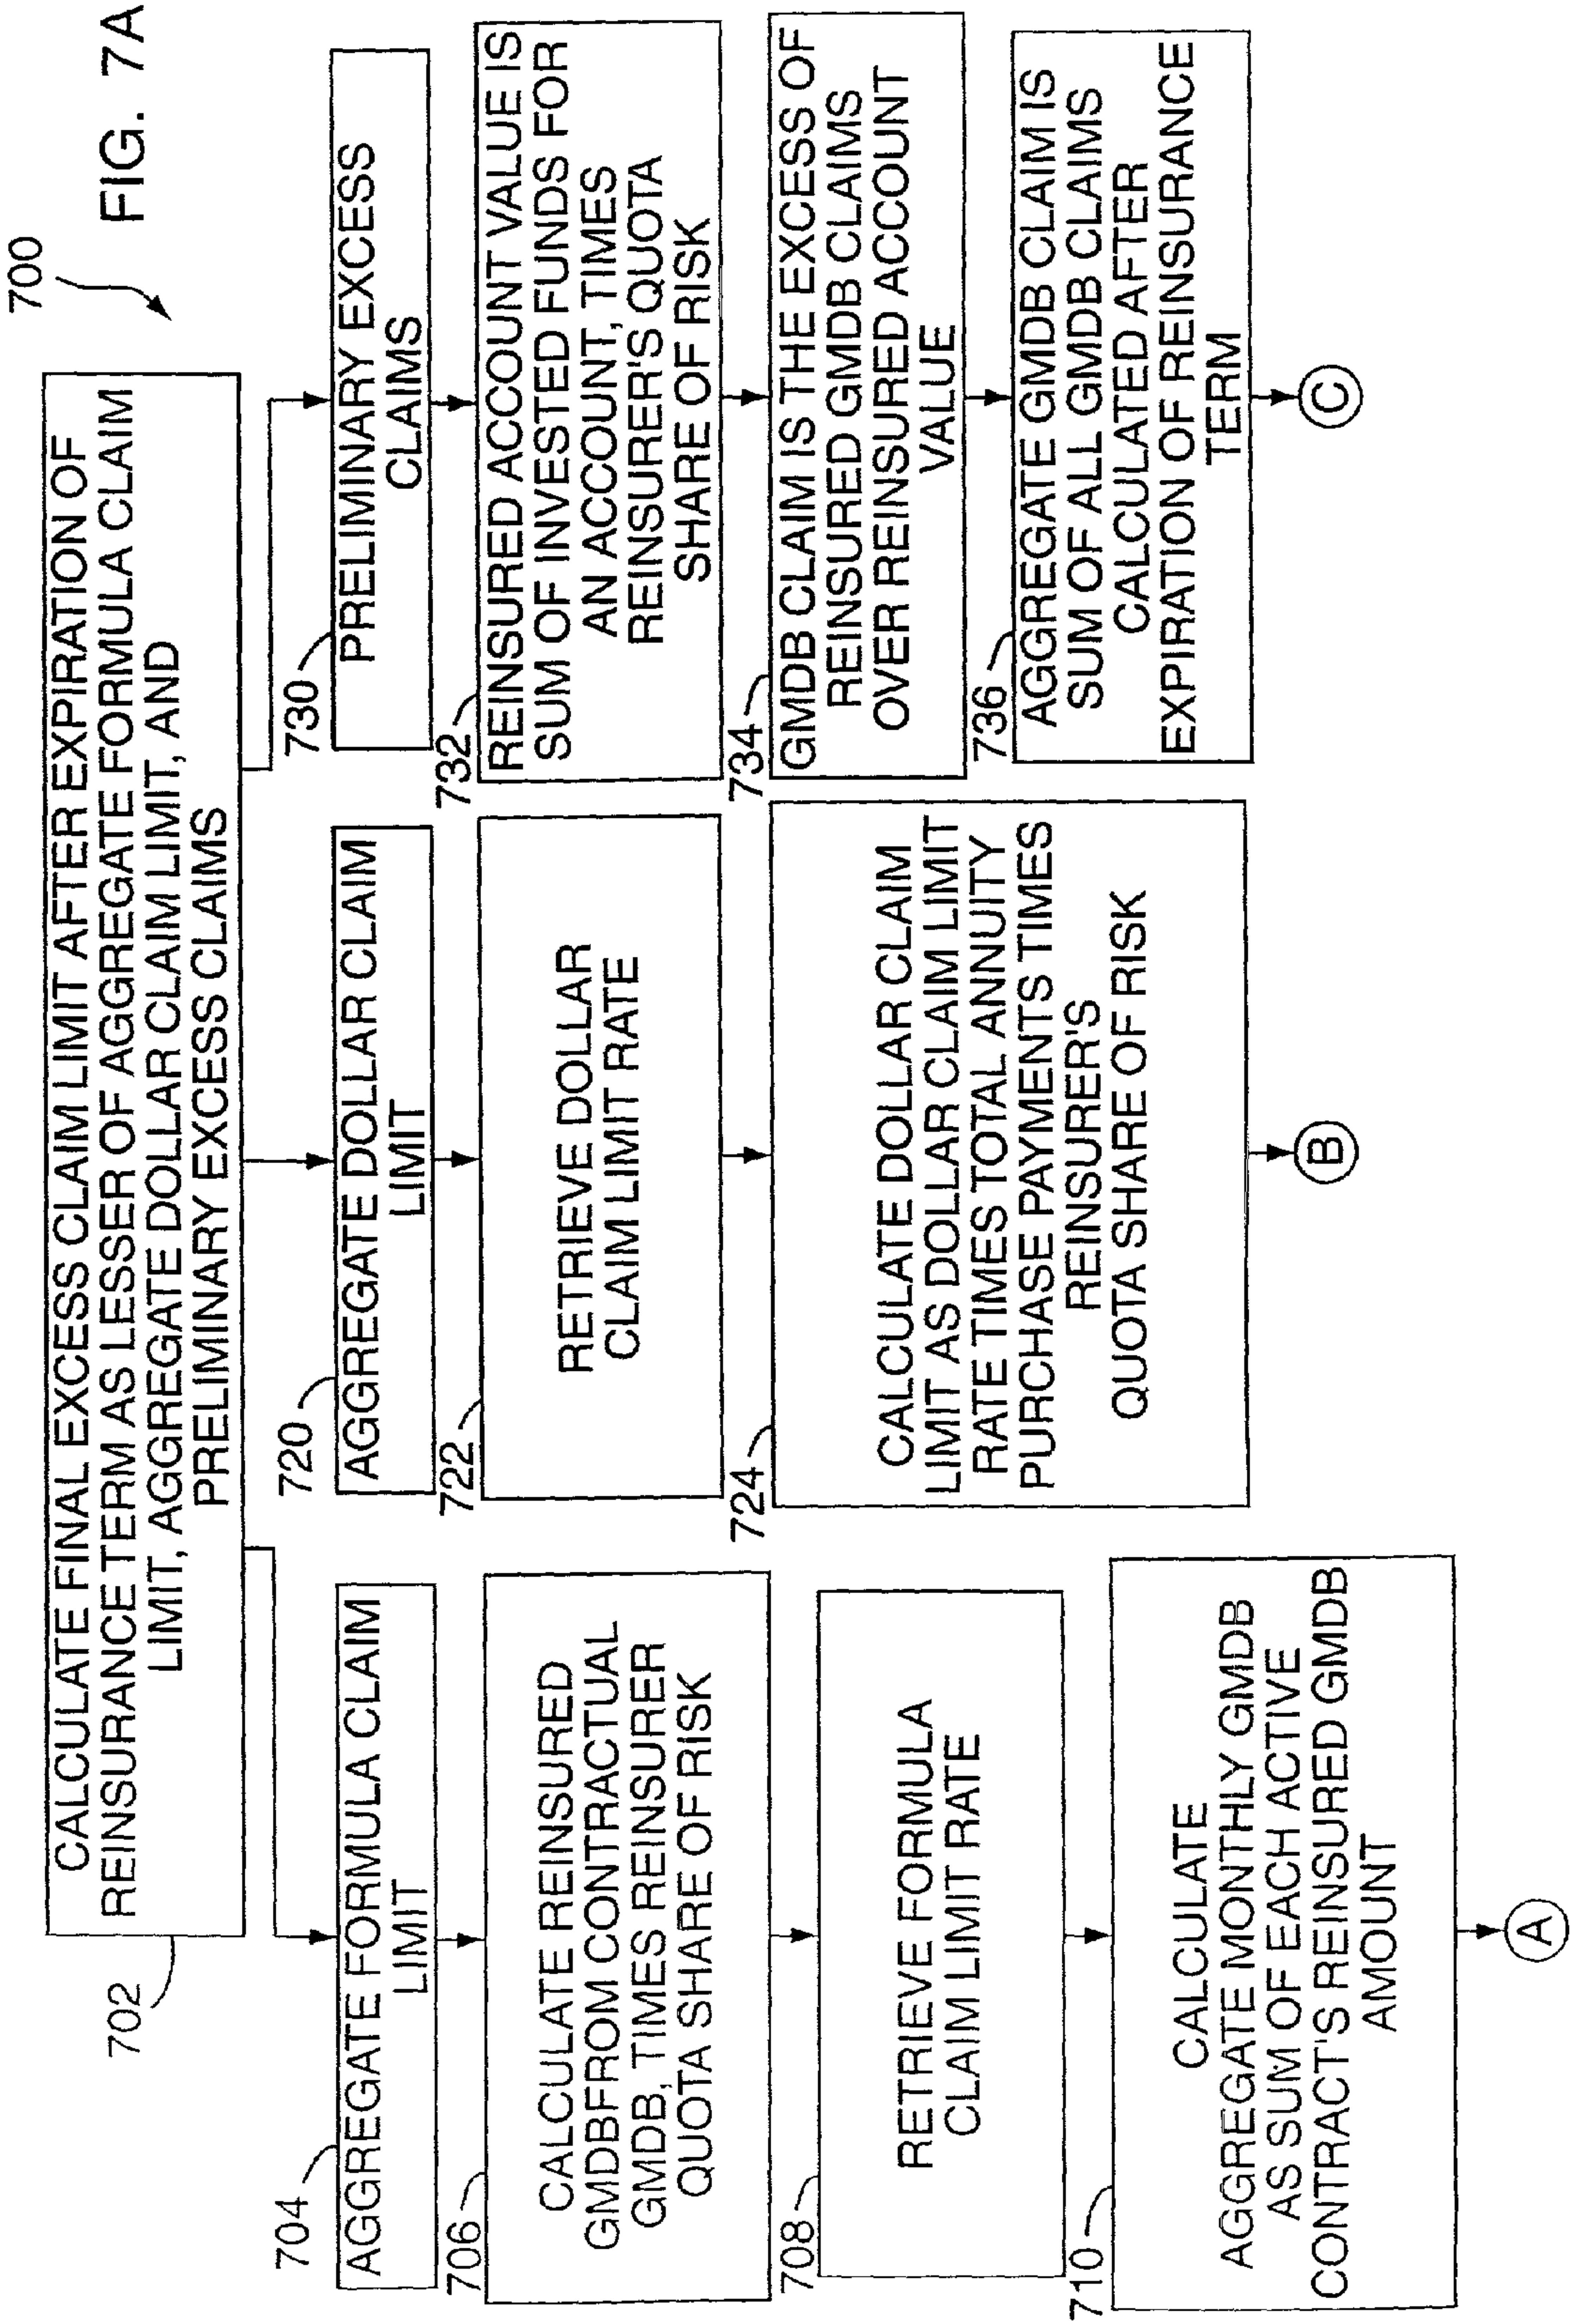 700
FIG. 7A
CALCULATE FINAL EXCESS CLAIM LIMIT AFTER EXPIRATION OF
REINSURANCE TERM AS LESSER OF AGGREGATE FORMULA CLAIM
LIMIT, AGGREGATE DOLLAR CLAIM LIMIT, AND
PRELIMINARY EXCESS CLAIMS
702
704
AGGREGATE FORMULA CLAIM
LIMIT
706
CALCULATE REINSURED
GMDBFROM CONTRACTUAL
GMDB, TIMES REINSURER
QUOTA SHARE OF RISK
708
RETRIEVE FORMULA
CLAIM LIMIT RATE
710
CALCULATE
AGGREGATE MONTHLY GMDB
AS SUM OF EACH ACTIVE
CONTRACT'S REINSURED GMDB
AMOUNT
A
720
AGGREGATE DOLLAR CLAIM
LIMIT
722
RETRIEVE DOLLAR
CLAIM LIMIT RATE
724
CALCULATE DOLLAR CLAIM
LIMIT AS DOLLAR CLAIM LIMIT
RATE TIMES TOTAL ANNUITY
PURCHASE PAYMENTS TIMES
REINSURER'S
QUOTA SHARE OF RISK
B
730
PRELIMINARY EXCESS
CLAIMS
732
REINSURED ACCOUNT VALUE IS
SUM OF INVESTED FUNDS FOR
AN ACCOUNT, TIMES
REINSURER'S QUOTA
SHARE OF RISK
734
GMDB CLAIM IS THE EXCESS OF
REINSURED GMDB CLAIMS
OVER REINSURED ACCOUNT
VALUE
736
AGGREGATE GMDB CLAIM IS
SUM OF ALL GMDB CLAIMS
CALCULATED AFTER
EXPIRATION OF REINSURANCE
TERM
C